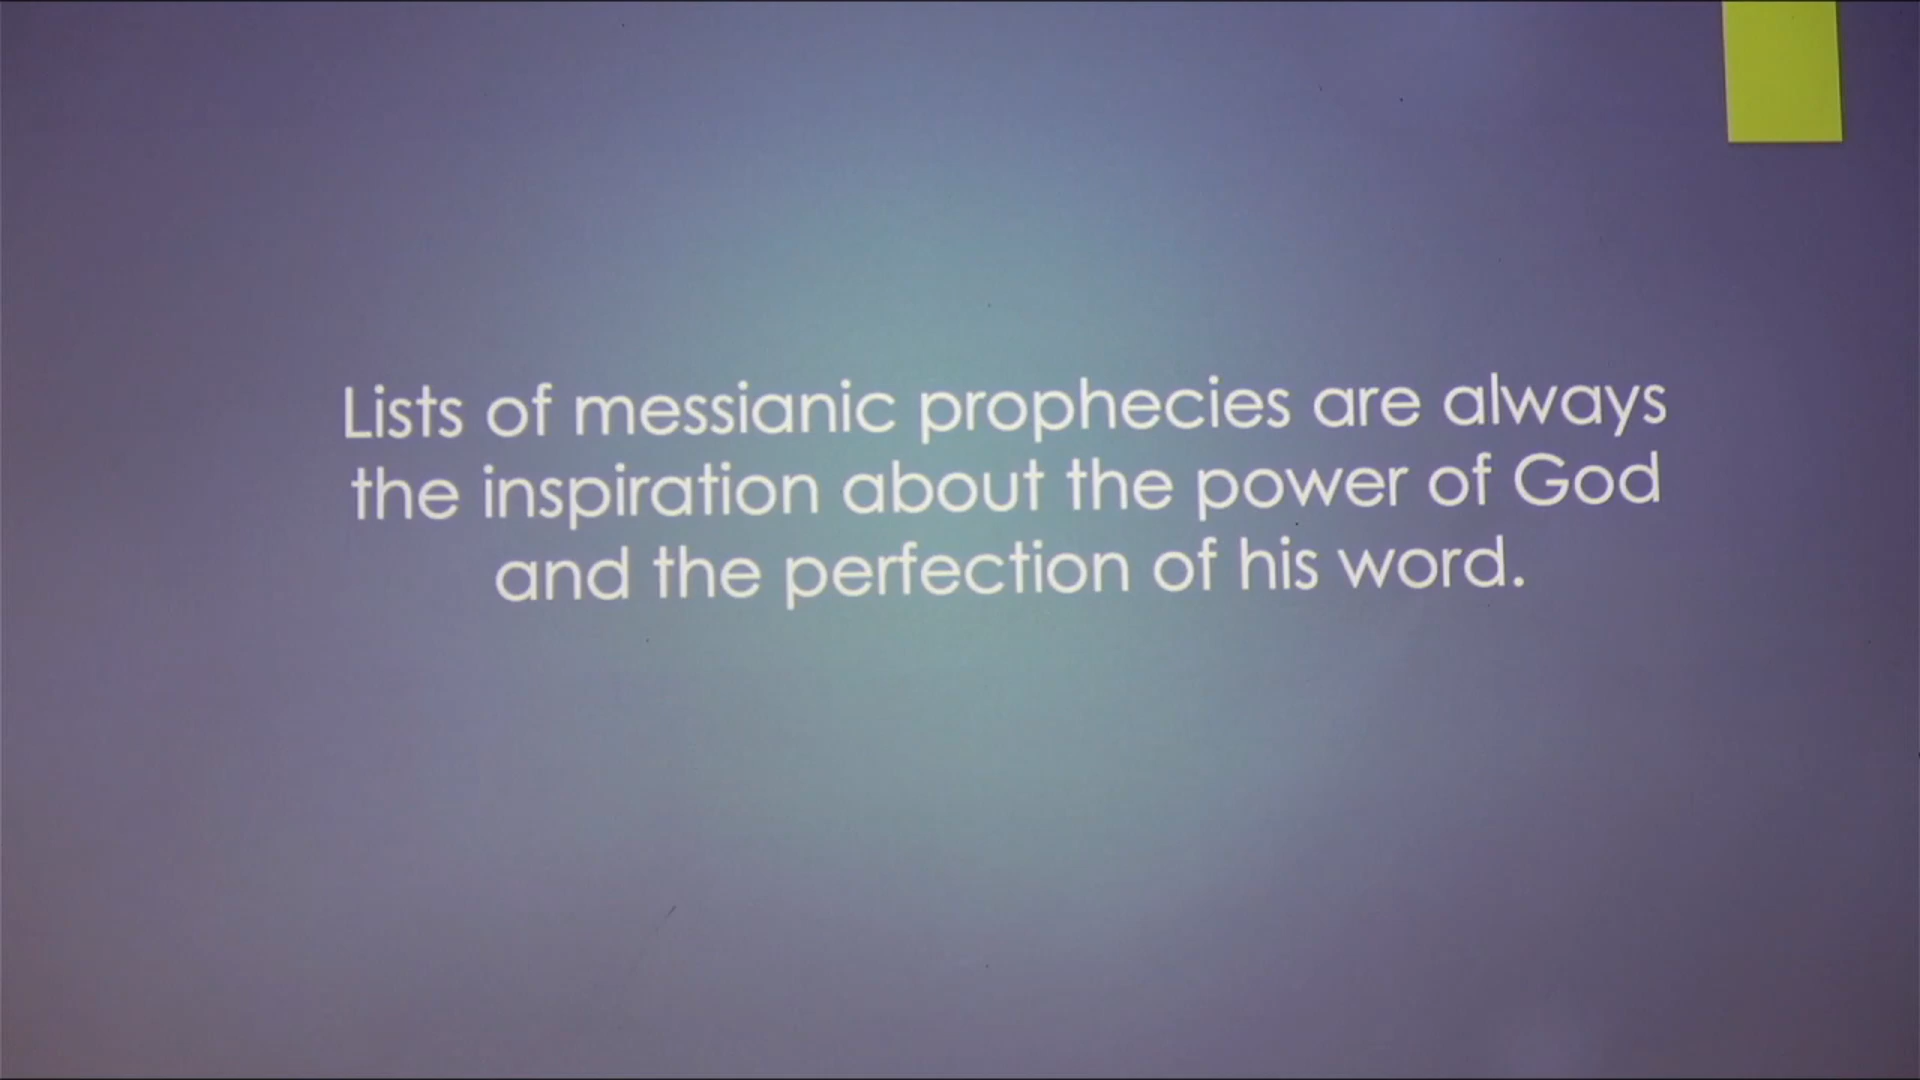 Lists of messianic prophecies are always
the inspiration about the power of God
and the perfection of his word.